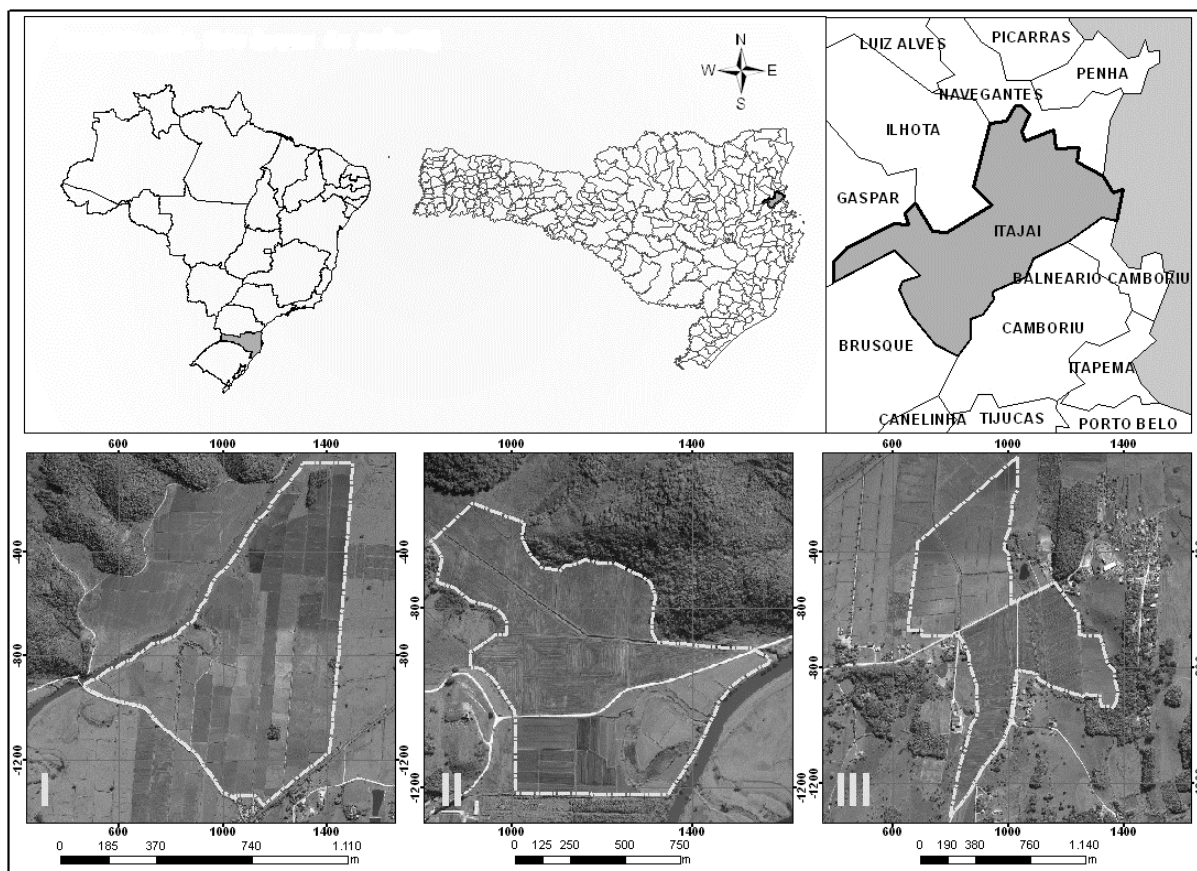 N
W E
S
LUIZ ALVES
PICARRAS
PENHA
NAVEGANTES
ILHOTA
GASPAR
ITAJAI
BALNEARIO CAMBORIU
CAMBORIU
BRUSQUE
ITAPEMA
CANELINHA
TIJUCAS
PORTO BELO
600 1000 1400
1000 1400
600 1000 1400
-400
-800
-1200
-400
-800
-1200
-800
-1200
-400
-800
-1200
I
II
III
600 1000 1400
1000 1400
600 1000 1400
0 185 370 740 1.110
m
0 125 250 500 750
m
0 190 380 760 1.140
m